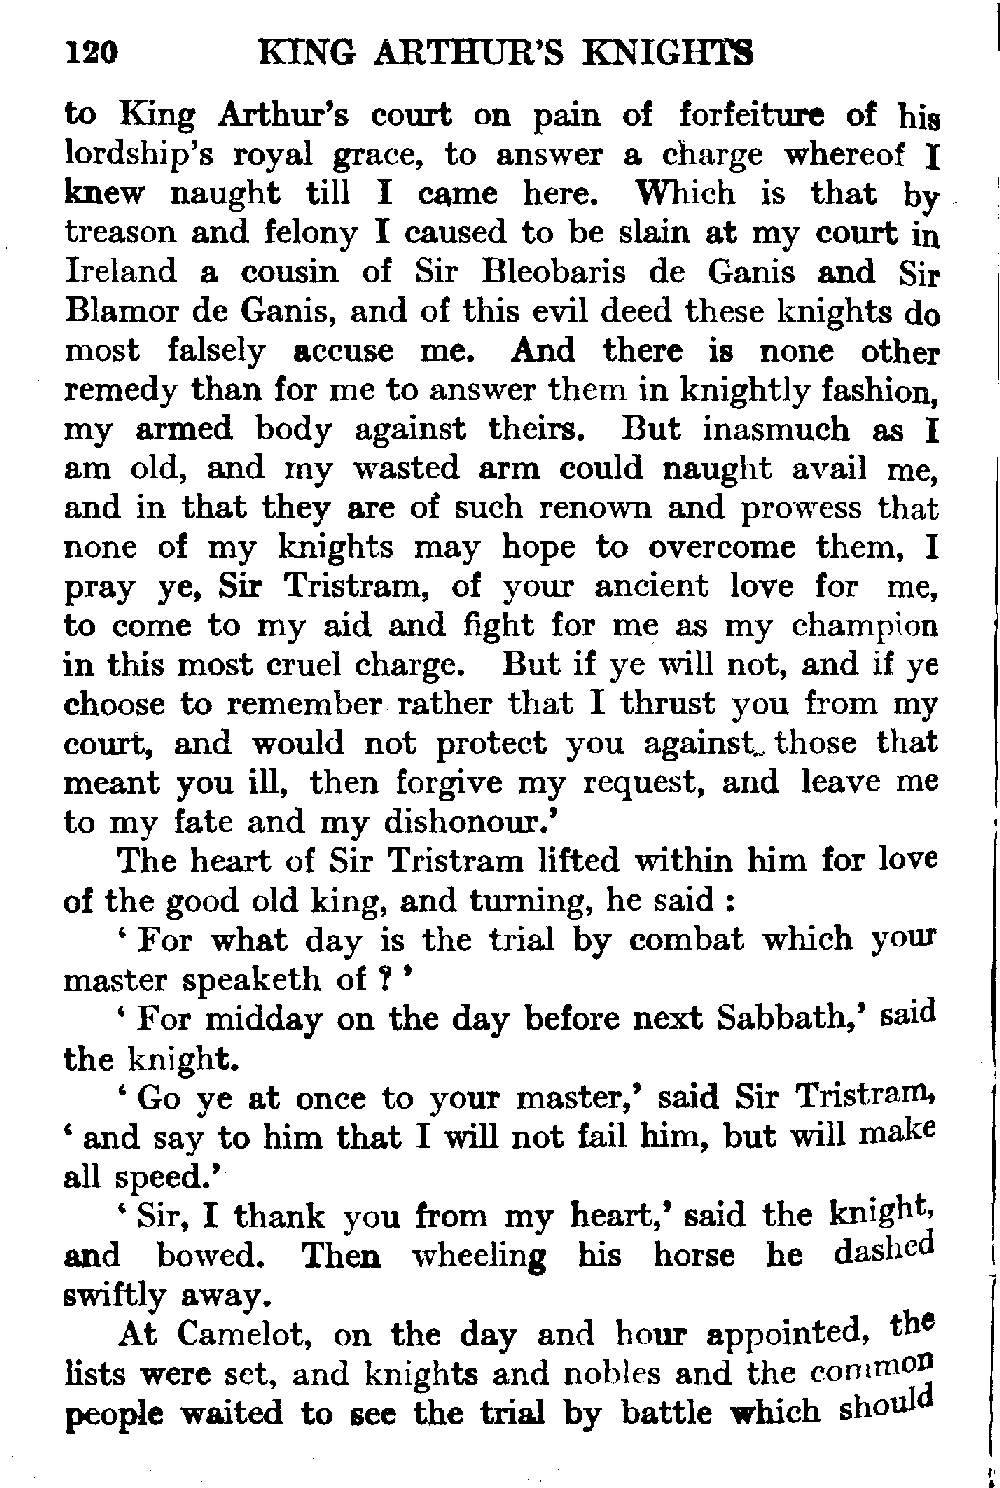 120 KING ARTHUR'S KNIGHTS
to King Arthur's court on pain of forfeiture of his
lordship's royal grace, to answer a charge whereof I
knew naught till I came here. Which is that by
treason and felony I caused to be slain at my court in
Ireland a cousin of Sir Bleobaris de Ganis and Sir
Blamor de Ganis, and of this evil deed these knights do
most falsely accuse me. And there is none other
remedy than for me to answer them in knightly fashion,
my armed body against theirs. But inasmuch as I
am old, and my wasted arm could naught avail me,
and in that they are of such renown and prowess that
none of my knights may hope to overcome them, I
pray ye, Sir Tristram, of your ancient love for me,
to come to my aid and fight for me as my champion
in this most cruel charge. But if ye will not, and if ye
choose to remember rather that I thrust you from my
court, and would not protect you against those that
meant you ill, then forgive my request, and leave me
to my fate and my dishonour.'
The heart of Sir Tristram lifted within him for love
of the good old king, and turning, he said :
‘ For what day is the trial by combat which your
master speaketh of ? ’
‘ For midday on the day before next Sabbath,’ said
the knight.
‘ Go ye at once to your master,’ said Sir Tristram,
‘ and say to him that I will not fail him, but will make
all speed.’
‘ Sir, I thank you from my heart,’ said the knight,
and bowed. Then wheeling his horse he dashed
swiftly away.
At Camelot, on the day and hour appointed, the
lists were set, and knights and nobles and the common
people waited to see the trial by battle which should